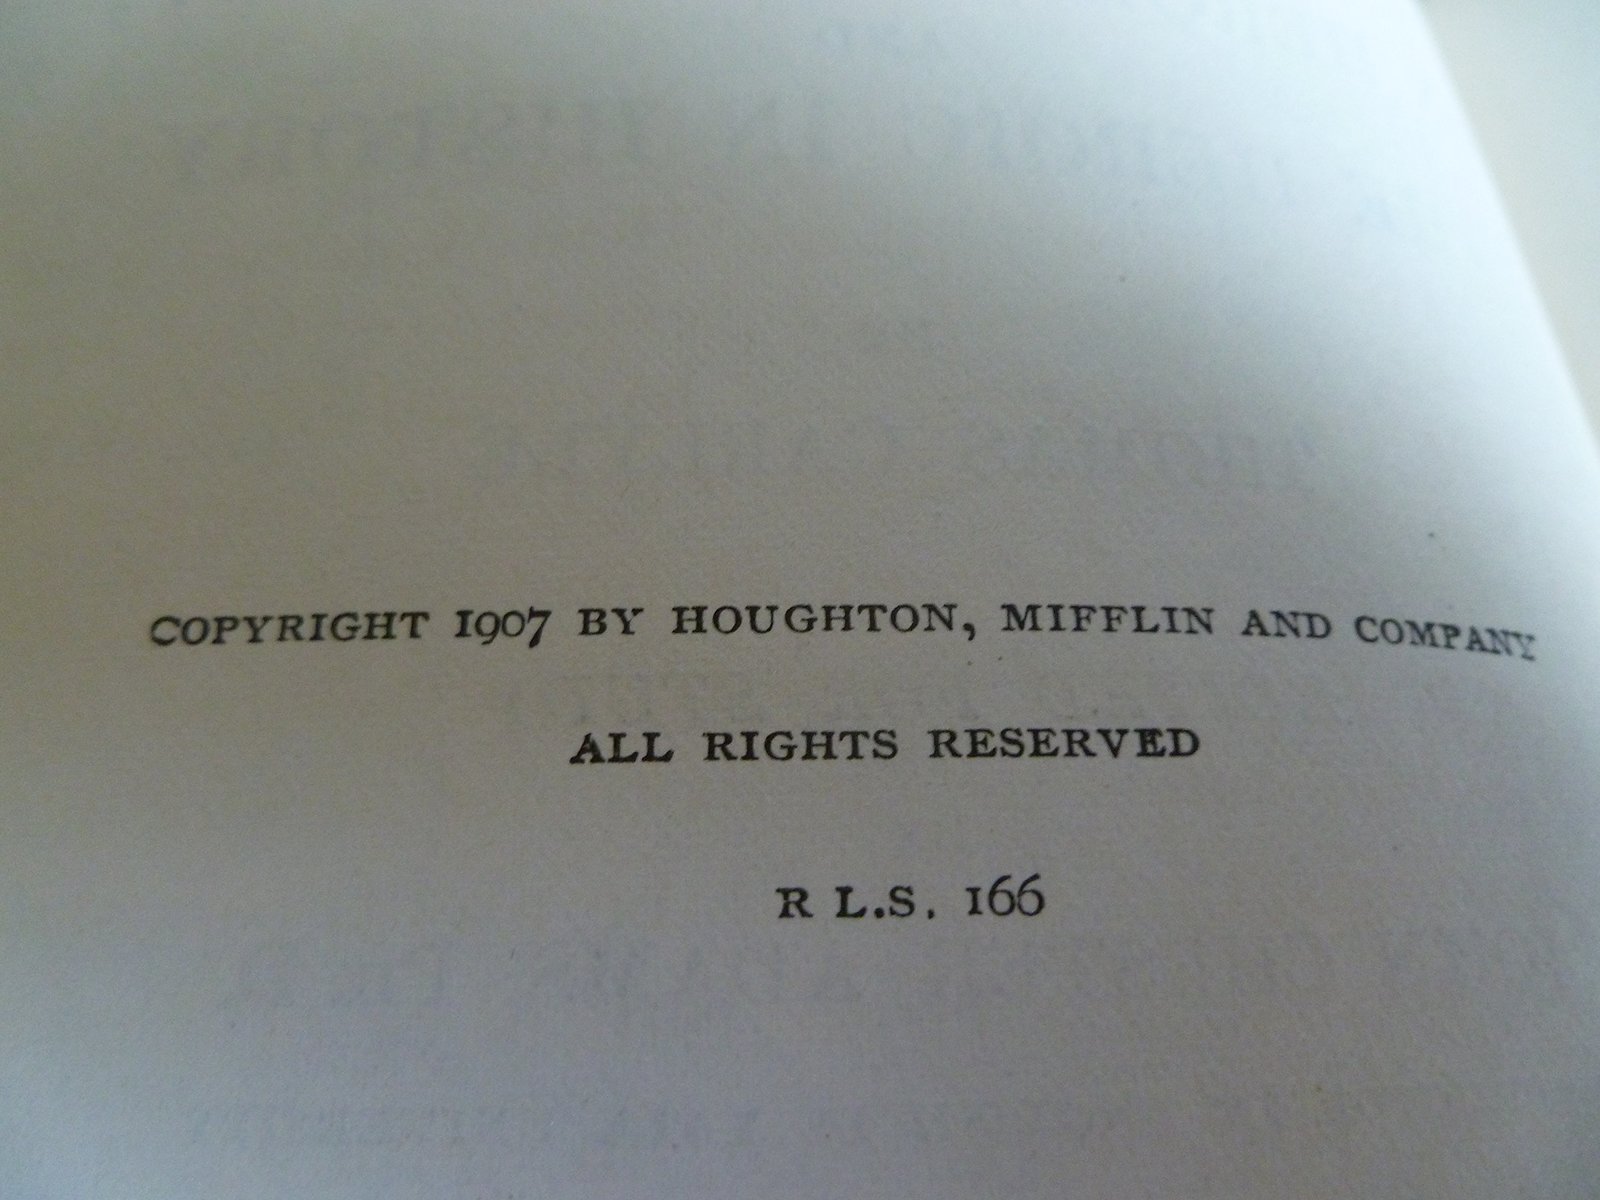 COPYRIGHT 1907 BY HOUGHTON, MIFFLIN AND COMPANY
ALL RIGHTS RESERVED
R L.S. 166